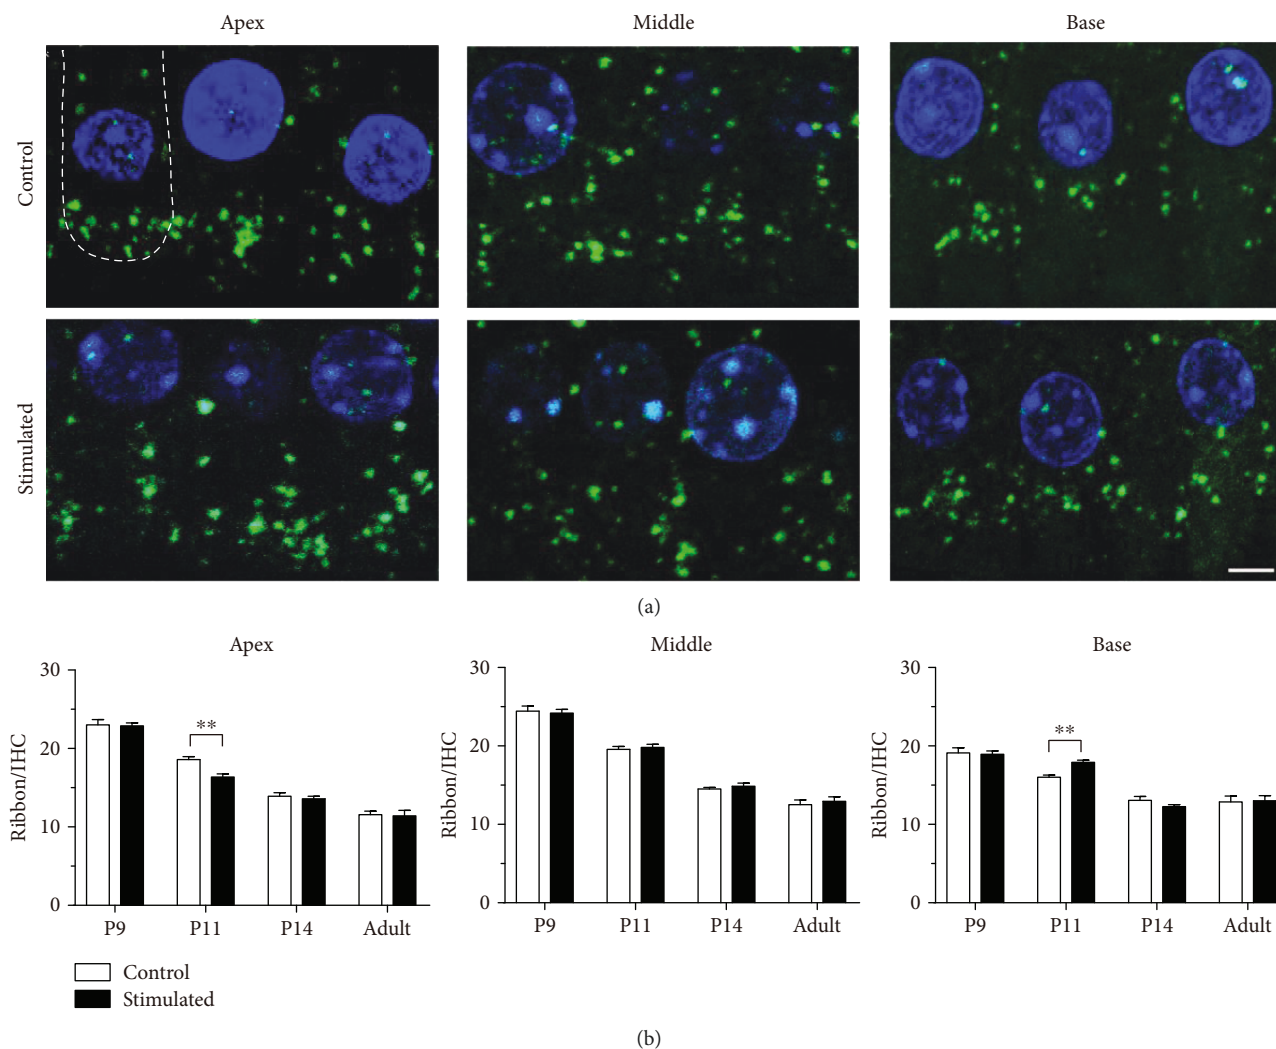 Apex
Middle
Base
Control
Stimulated
(a)
Apex
Middle
Base
Ribbon/IHC
30
20
10
0
**
P9
P11
P14
Adult
Ribbon/IHC
30
20
10
0
P9
P11
P14
Adult
Ribbon/IHC
30
20
10
0
**
P9
P11
P14
Adult
Control
Stimulated
(b)